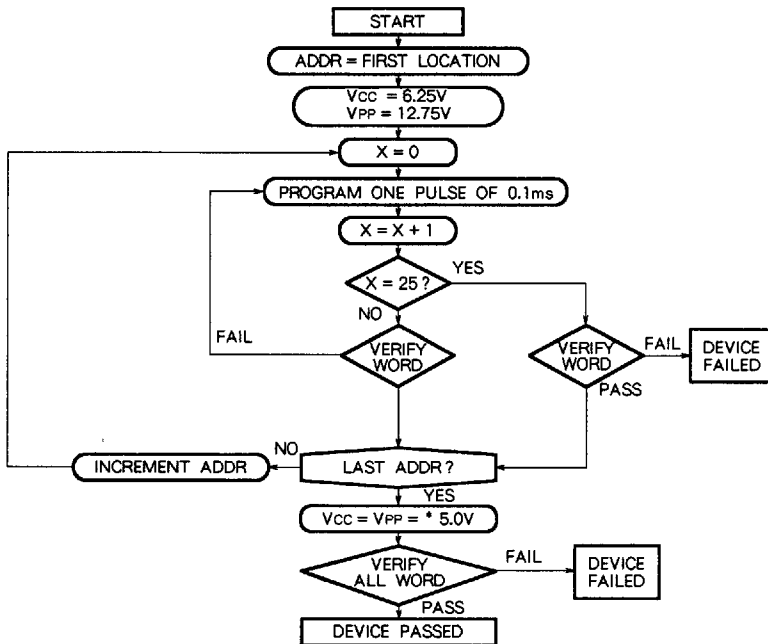 START
ADDR = FIRST LOCATION
VCC = 6.25V
VPP = 12.75V
X = 0
PROGRAM ONE PULSE OF 0.1ms
X = X + 1
X = 25 ?
YES
NO
FAIL
VERIFY
WORD
VERIFY
WORD
FAIL
DEVICE
FAILED
PASS
INCREMENT ADDR
NO
LAST ADDR ?
YES
VCC = VPP = * 5.0V
VERIFY
ALL WORD
FAIL
DEVICE
FAILED
PASS
DEVICE PASSED